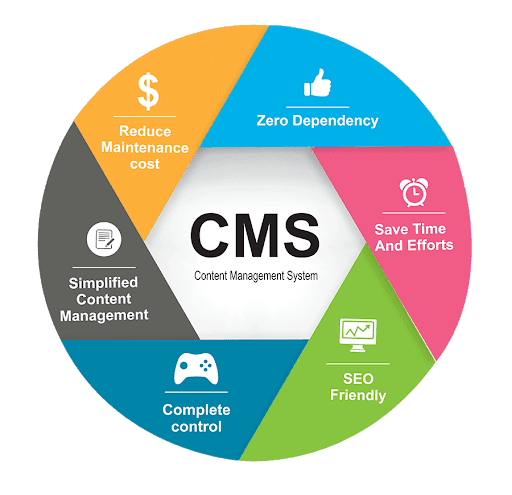 $
Reduce
Maintenance
cost
Zero Dependency
Save Time
And Efforts
SEO
Friendly
Complete
control
Simplified
Content
Management
CMS
Content Management System